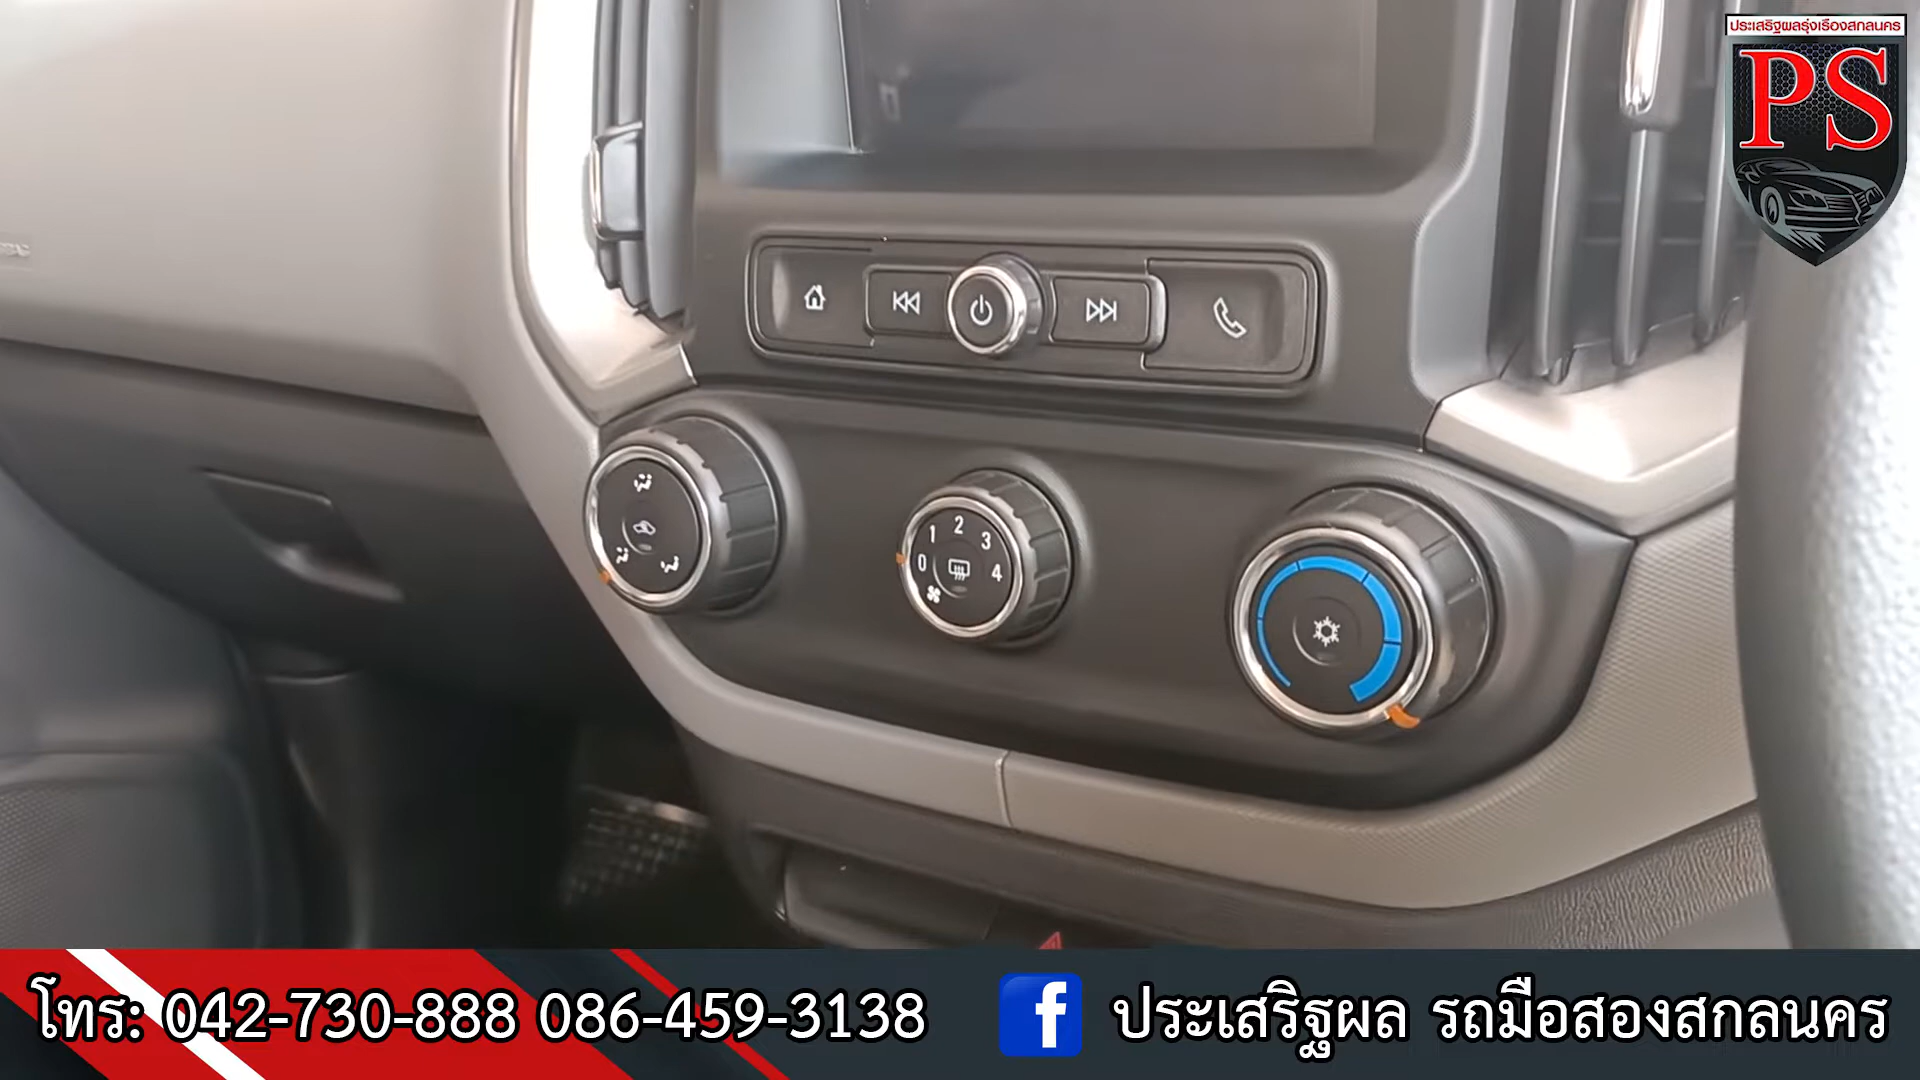 ประเสริฐผลรุ่งเรืองสกลนคร
PS
1 2 3
0 4
โทร: 042-730-888 086-459-3138
f ประเสริฐผล รถมือสองสกลนคร